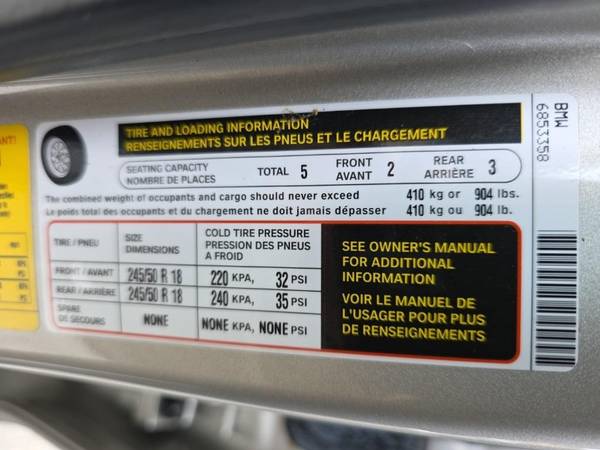 TIRE AND LOADING INFORMATION
RENSEIGNEMENTS SUR LES PNEUS ET LE CHARGEMENT
SEATING CAPACITY
NOMBRE DE PLACES
TOTAL 5
FRONT
AVANT 2
REAR
ARRIÈRE 3
The combined weight of occupants and cargo should never exceed 410 kg or 904 lbs.
Le poids total des occupants et du chargement ne doit jamais dépasser 410 kg ou 904 lb.
TIRE / PNEU
SIZE
DIMENSIONS
COLD TIRE PRESSURE
PRESSION DES PNEUS
A FROID
FRONT / AVANT 245/50 R 18 220 KPA, 32 PSI
REAR / ARRIÈRE 245/50 R 18 240 KPA, 35 PSI
SPARE
DE SECOURS NONE NONE KPA, NONE PSI
SEE OWNER'S MANUAL
FOR ADDITIONAL
INFORMATION
VOIR LE MANUEL DE
L'USAGER POUR PLUS
DE RENSEIGNEMENTS
BMW
6853358